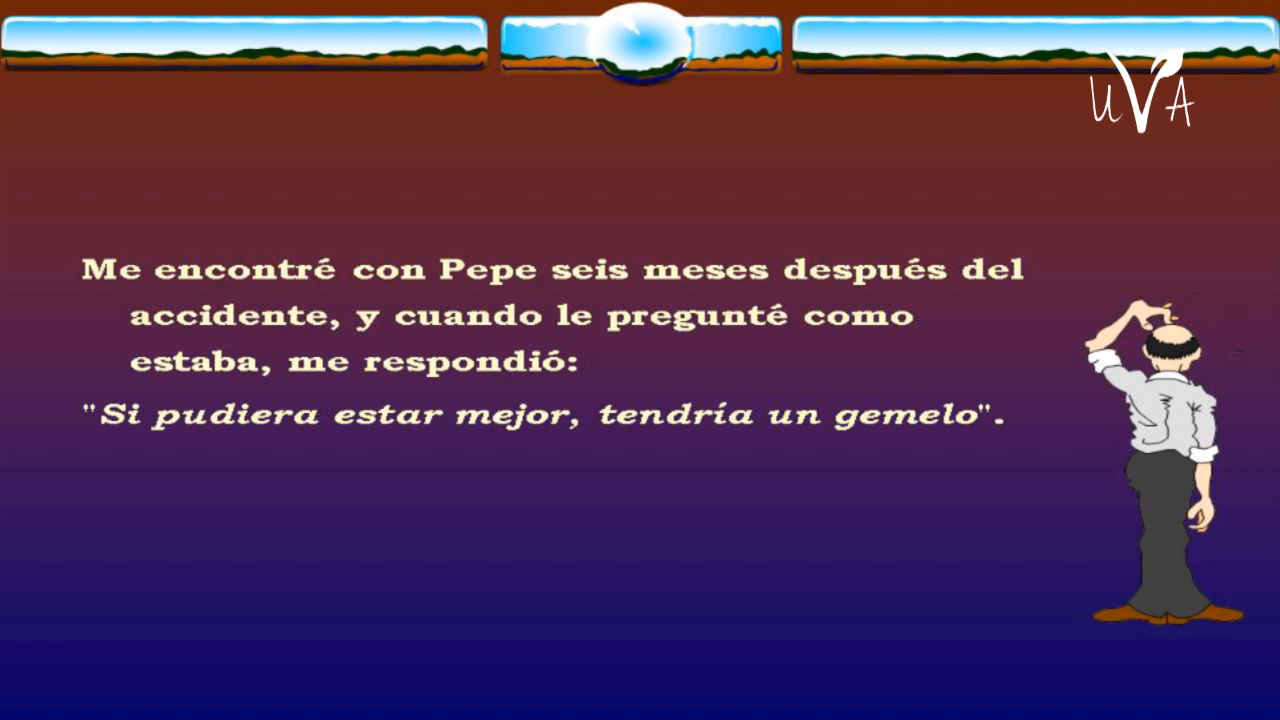 UVA
Me encontré con Pepe seis meses después del
accidente, y cuando le pregunté como
estaba, me respondió:
"Si pudiera estar mejor, tendría un gemelo".